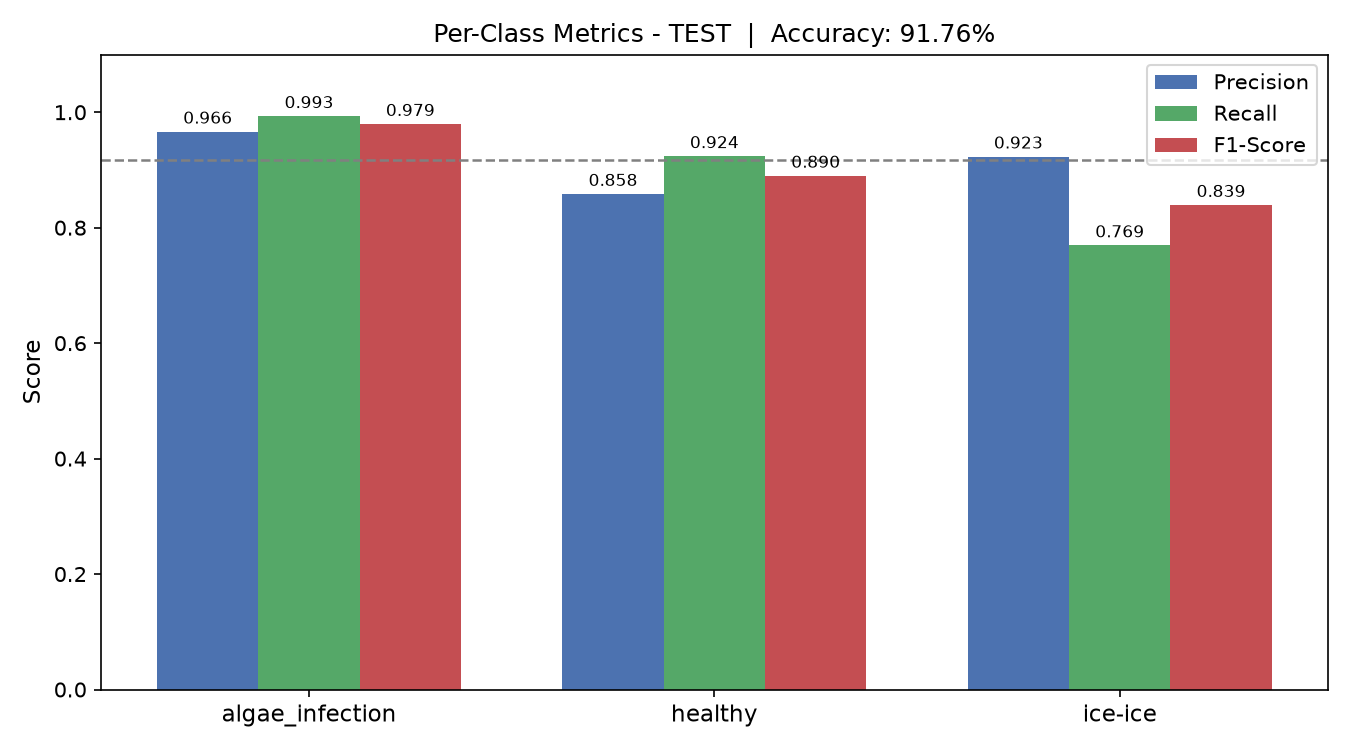 Per-Class Metrics - TEST | Accuracy: 91.76%
Precision
Recall
F1-Score
Score
1.0
0.8
0.6
0.4
0.2
0.0
0.966
0.993
0.979
0.858
0.924
0.890
0.923
0.769
0.839
algae_infection
healthy
ice-ice